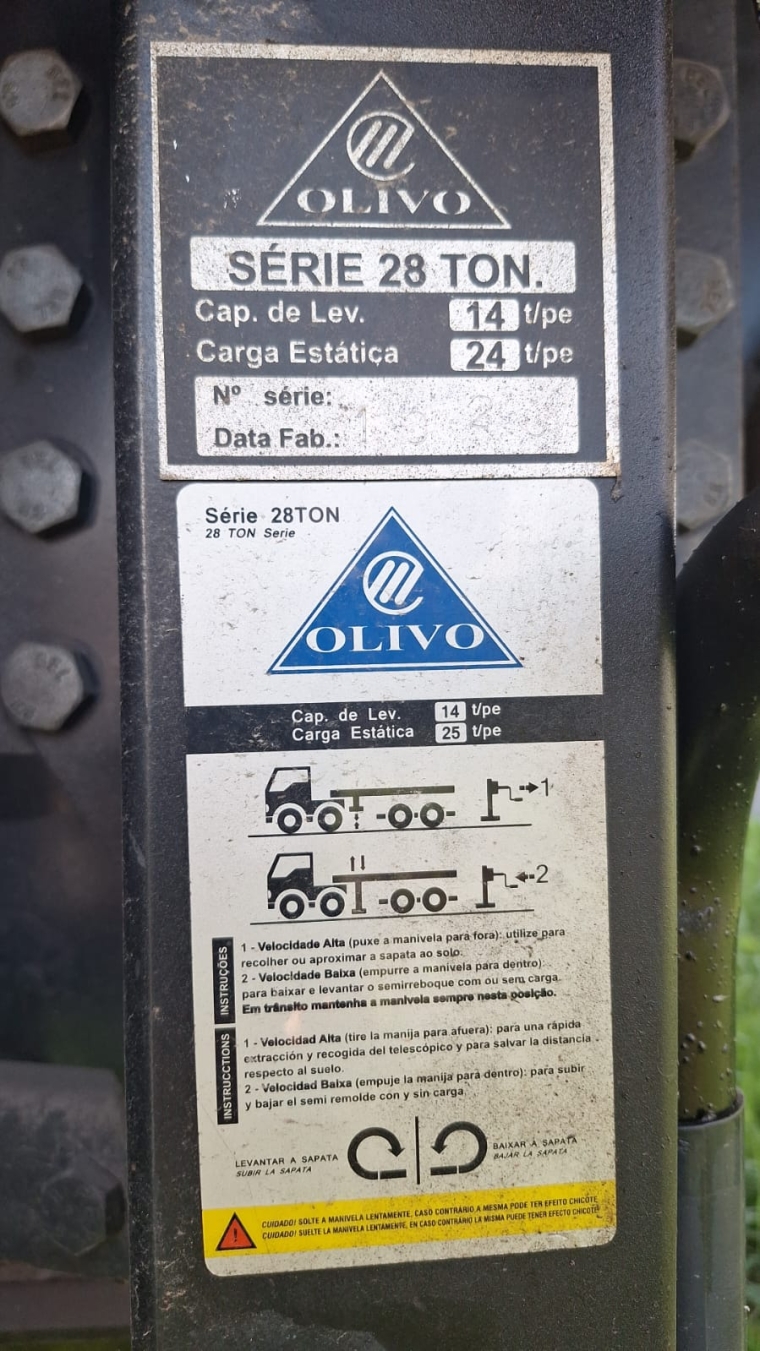 OLIVO
SÉRIE 28 TON.
Cap. de Lev. 14 t/pe
Carga Estática 24 t/pe
Nº série:
Data Fab.:
Série 28TON
28 TON Serie
OLIVO
Cap. de Lev. 14 t/pe
Carga Estática 25 t/pe
1
2
INSTRUÇÕES
1 - Velocidade Alta (puxe a manivela para fora): utilize para
recolher ou aproximar a sapata ao solo.
2 - Velocidade Baixa (empurre a manivela para dentro):
para baixar e levantar o semirreboque com ou sem carga.
Em trânsito mantenha a manivela sempre nesta posição.
INSTRUCCTIONS
1 - Velocidad Alta (tire la manija para afuera): para una rápida
extracción y recogida del telescópico y para salvar la distancia
respecto al suelo.
2 - Velocidad Baixa (empuje la manija para dentro): para subir
y bajar el semi remolde con y sin carga.
LEVANTAR A SAPATA
SUBIR LA SAPATA
BAIXAR A SAPATA
BAJAR LA SAPATA
CUIDADO! SOLTE A MANIVELA LENTAMENTE, CASO CONTRÁRIO A MESMA PODE TER EFEITO CHICOTE
CUIDADO! SUELTE LA MANIVELA LENTAMENTE, EN CASO CONTRÁRIO LA MISMA PUEDE TENER EFECTO CHICOTE